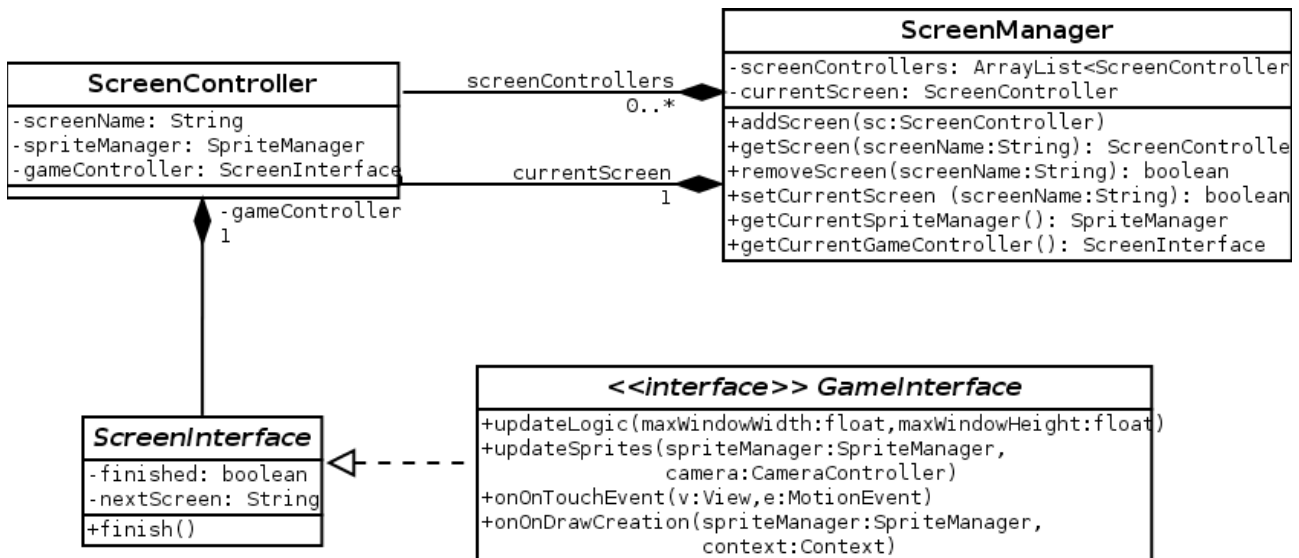 ScreenManager
-screenControllers: ArrayList<ScreenController
-currentScreen: ScreenController
+addScreen(sc:ScreenController)
+getScreen(screenName:String): ScreenControlle
+removeScreen(screenName:String): boolean
+setCurrentScreen (screenName:String): boolean
+getCurrentSpriteManager(): SpriteManager
+getCurrentGameController(): ScreenInterface
screenControllers
0..*
currentScreen
1
ScreenController
-screenName: String
-spriteManager: SpriteManager
-gameController: ScreenInterface
-gameController
1
ScreenInterface
-finished: boolean
-nextScreen: String
+finish()
<<interface>> GameInterface
+updateLogic(maxWindowWidth:float,maxWindowHeight:float)
+updateSprites(spriteManager:SpriteManager,
camera:CameraController)
+onOnTouchEvent(v:View,e:MotionEvent)
+onOnDrawCreation(spriteManager:SpriteManager,
context:Context)